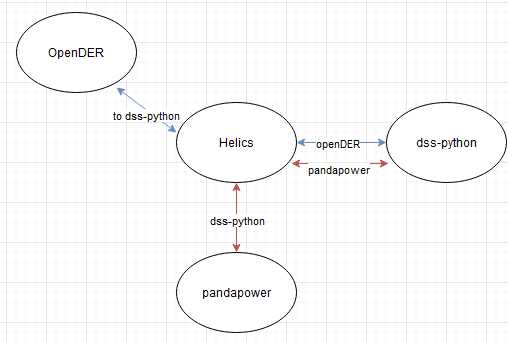 OpenDER
to dss-python
Helics
openDER
dss-python
pandapower
dss-python
pandapower